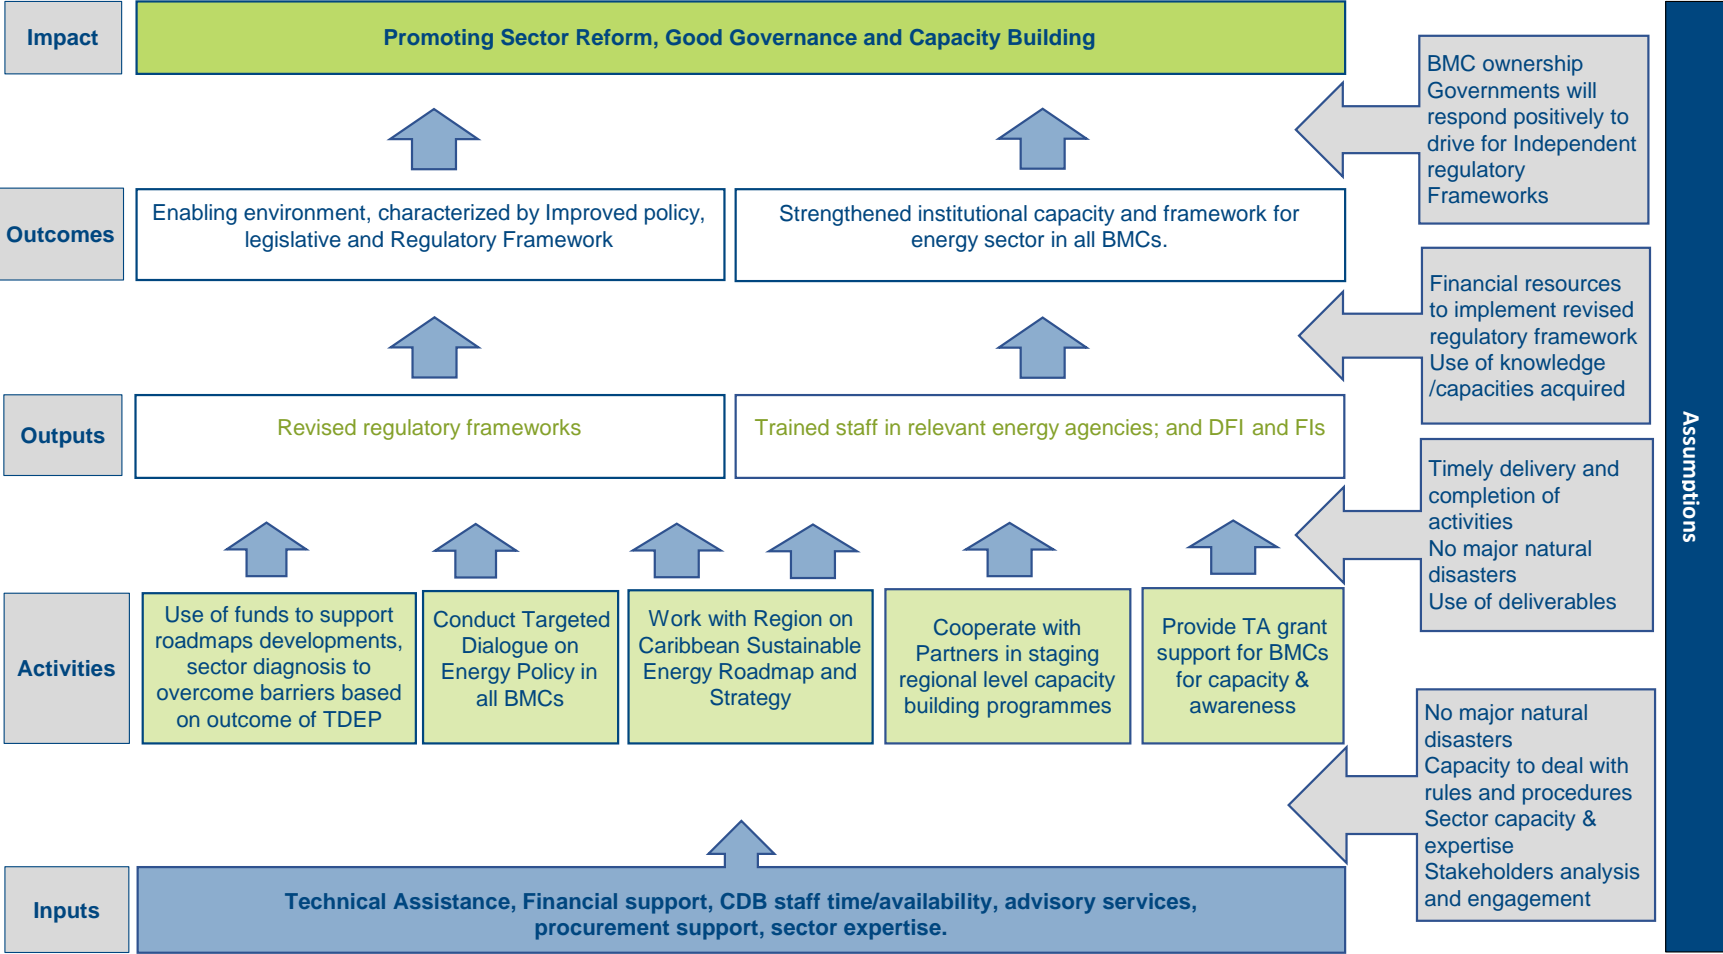 Impact
Promoting Sector Reform, Good Governance and Capacity Building
BMC ownership
Governments will
respond positively to
drive for Independent
regulatory
Frameworks
Outcomes
Enabling environment, characterized by Improved policy,
legislative and Regulatory Framework
Strengthened institutional capacity and framework for
energy sector in all BMCs.
Financial resources
to implement revised
regulatory framework
Use of knowledge
/capacities acquired
Outputs
Revised regulatory frameworks
Trained staff in relevant energy agencies; and DFI and FIs
Timely delivery and
completion of
activities
No major natural
disasters
Use of deliverables
Activities
Use of funds to support
roadmaps developments,
sector diagnosis to
overcome barriers based
on outcome of TDEP
Conduct Targeted
Dialogue on
Energy Policy in
all BMCs
Work with Region on
Caribbean Sustainable
Energy Roadmap and
Strategy
Cooperate with
Partners in staging
regional level capacity
building programmes
Provide TA grant
support for BMCs
for capacity &
awareness
No major natural
disasters
Capacity to deal with
rules and procedures
Sector capacity &
expertise
Stakeholders analysis
and engagement
Inputs
Technical Assistance, Financial support, CDB staff time/availability, advisory services,
procurement support, sector expertise.
Assumptions